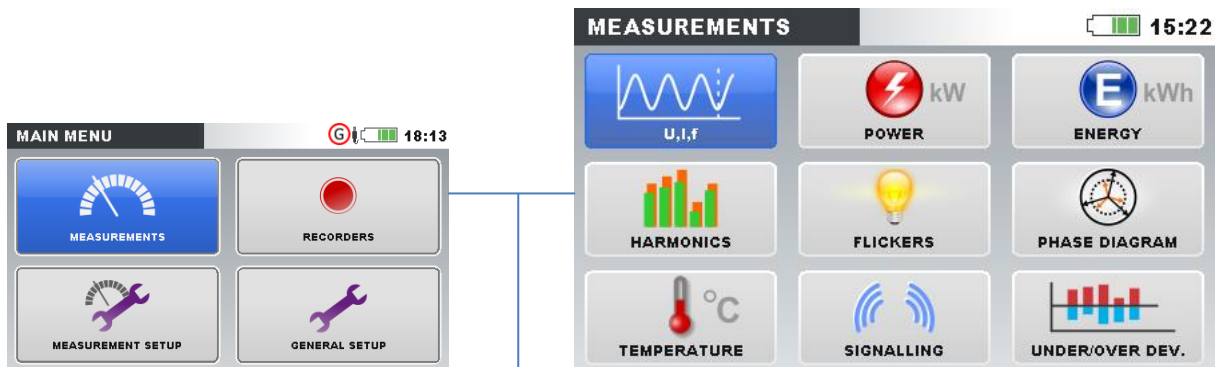 MAIN MENU
G
18:13
MEASUREMENTS
RECORDERS
MEASUREMENT SETUP
GENERAL SETUP
MEASUREMENTS
15:22
U,I,f
kW
POWER
E kWh
ENERGY
HARMONICS
FLICKERS
PHASE DIAGRAM
°C
TEMPERATURE
SIGNALLING
UNDER/OVER DEV.